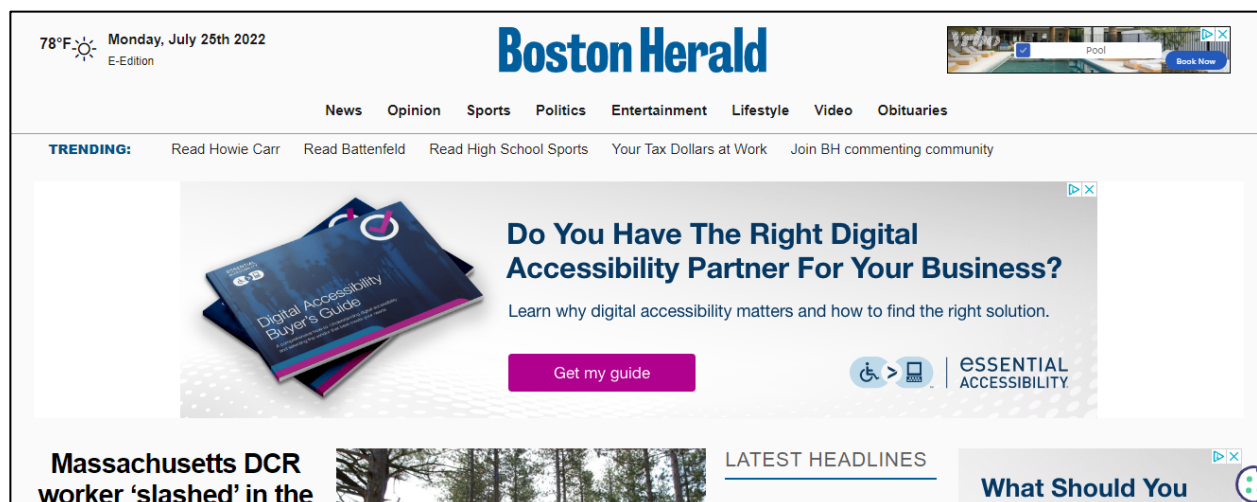 78°F
Monday, July 25th 2022
E-Edition
Boston Herald
Pool
Book Now
News Opinion Sports Politics Entertainment Lifestyle Video Obituaries
TRENDING: Read Howie Carr Read Battenfeld Read High School Sports Your Tax Dollars at Work Join BH commenting community
ESSENTIAL
ACCESSIBILITY
Digital Accessibility
Buyer's Guide
Do You Have The Right Digital
Accessibility Partner For Your Business?
Learn why digital accessibility matters and how to find the right solution.
Get my guide
eSSENTIAL
ACCESSIBILITY
Massachusetts DCR
worker ‘slashed’ in the
LATEST HEADLINES
What Should You